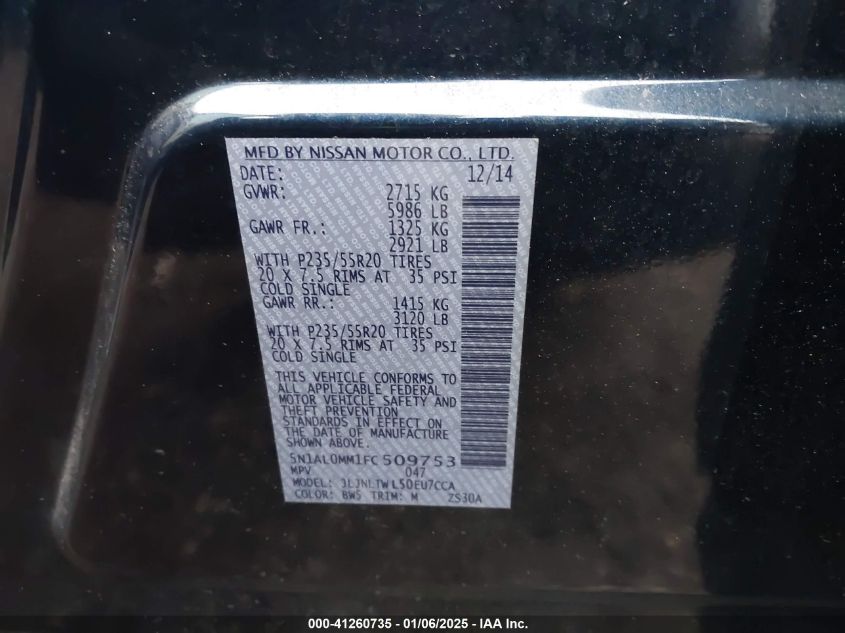 MFD BY NISSAN MOTOR CO., LTD.
DATE: 12/14
GVWR: 2715 KG
5986 LB
GAWR FR.: 1325 KG
2921 LB
WITH P235/55R20 TIRES
20 X 7.5 RIMS AT 35 PSI
COLD SINGLE
GAWR RR.: 1415 KG
3120 LB
WITH P235/55R20 TIRES
20 X 7.5 RIMS AT 35 PSI
COLD SINGLE
THIS VEHICLE CONFORMS TO
ALL APPLICABLE FEDERAL
MOTOR VEHICLE SAFETY AND
THEFT PREVENTION
STANDARDS IN EFFECT ON
THE DATE OF MANUFACTURE
SHOWN ABOVE.
5N1AL0MM1FC509753
MPV 047
MODEL: 3LJNLTWL50EU7CCA
COLOR: BW5 TRIM: M ZS30A
000-41260735 - 01/06/2025 - IAA Inc.